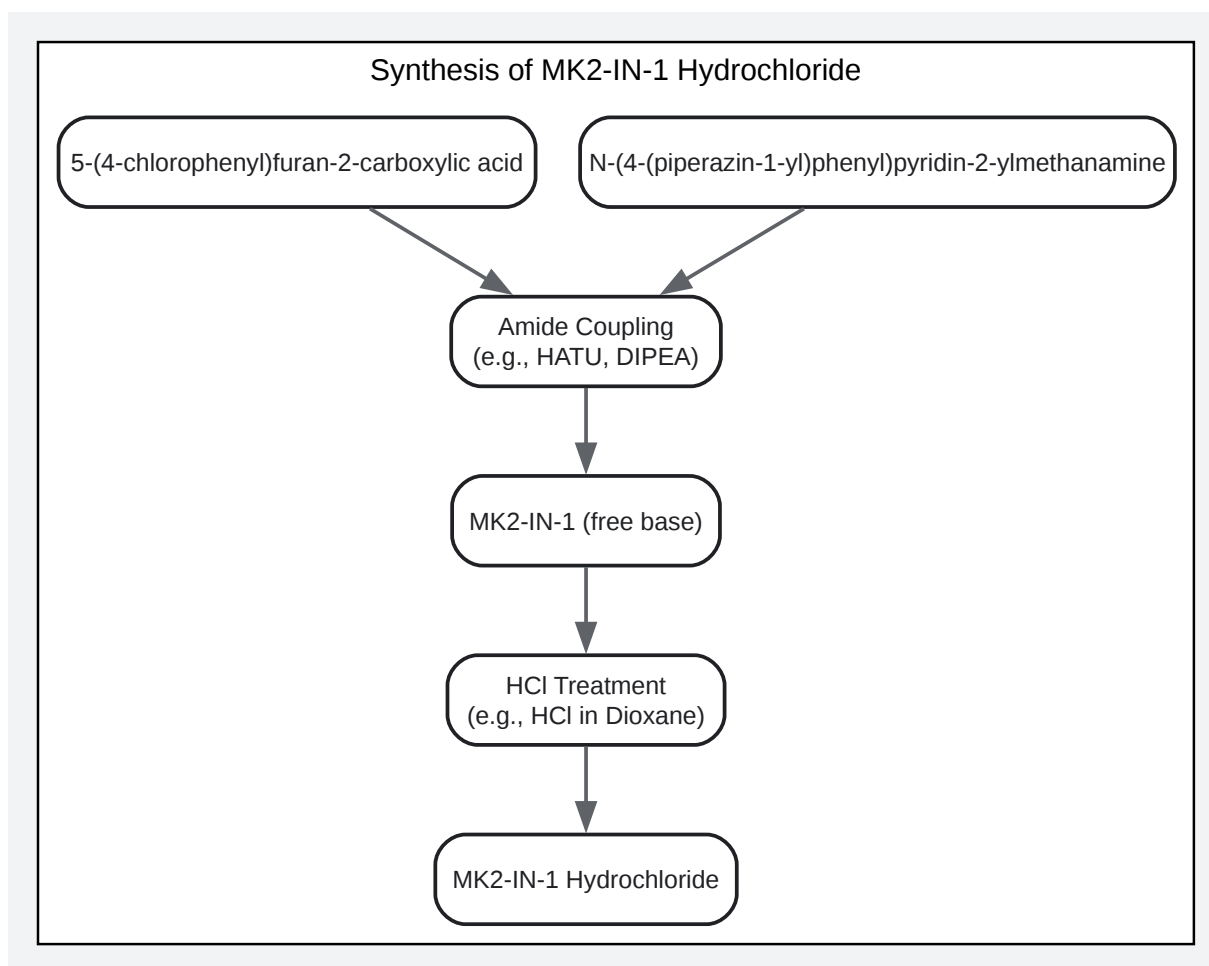 Synthesis of MK2-IN-1 Hydrochloride
5-(4-chlorophenyl)furan-2-carboxylic acid
N-(4-(piperazin-1-yl)phenyl)pyridin-2-ylmethanamine
Amide Coupling
(e.g., HATU, DIPEA)
MK2-IN-1 (free base)
HCl Treatment
(e.g., HCl in Dioxane)
MK2-IN-1 Hydrochloride